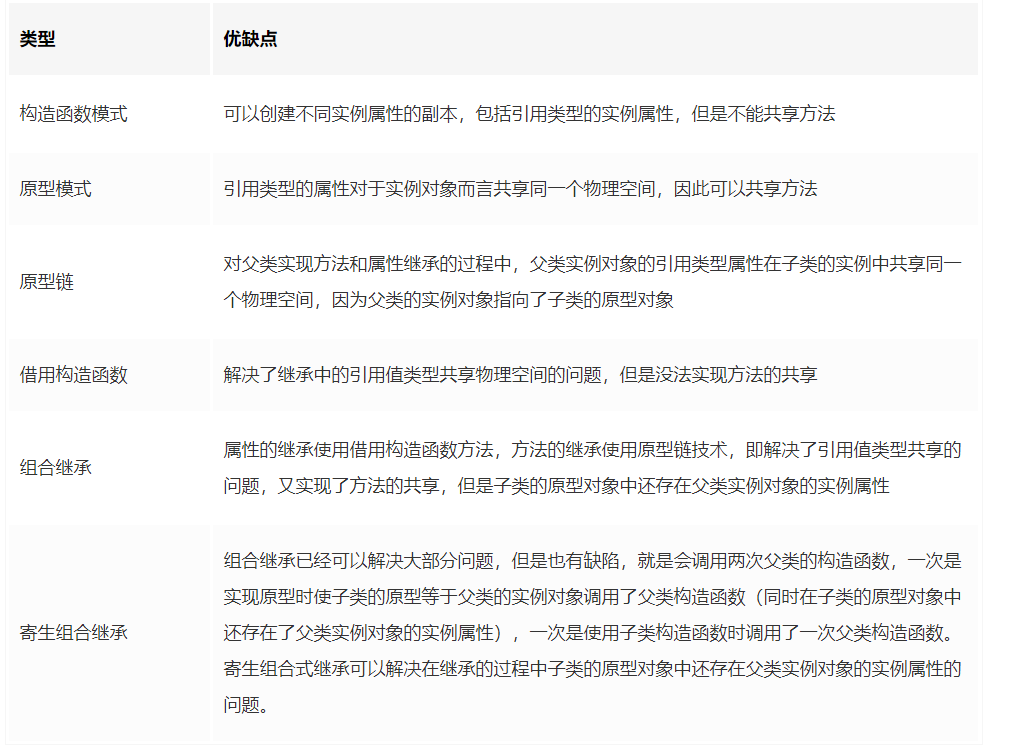 类型
优缺点
构造函数模式
可以创建不同实例属性的副本，包括引用类型的实例属性，但是不能共享方法
原型模式
引用类型的属性对于实例对象而言共享同一个物理空间，因此可以共享方法
原型链
对父类实现方法和属性继承的过程中，父类实例对象的引用类型属性在子类的实例中共享同一
个物理空间，因为父类的实例对象指向了子类的原型对象
借用构造函数
解决了继承中的引用值类型共享物理空间的问题，但是没法实现方法的共享
组合继承
属性的继承使用借用构造函数方法，方法的继承使用原型链技术，即解决了引用值类型共享的
问题，又实现了方法的共享，但是子类的原型对象中还存在父类实例对象的实例属性
寄生组合继承
组合继承已经可以解决大部分问题，但是也有缺陷，就是会调用两次父类的构造函数，一次是
实现原型时使子类的原型等于父类的实例对象调用了父类构造函数（同时在子类的原型对象中
还存在了父类实例对象的实例属性），一次是使用子类构造函数时调用了一次父类构造函数。
寄生组合式继承可以解决在继承的过程中子类的原型对象中还存在父类实例对象的实例属性的
问题。